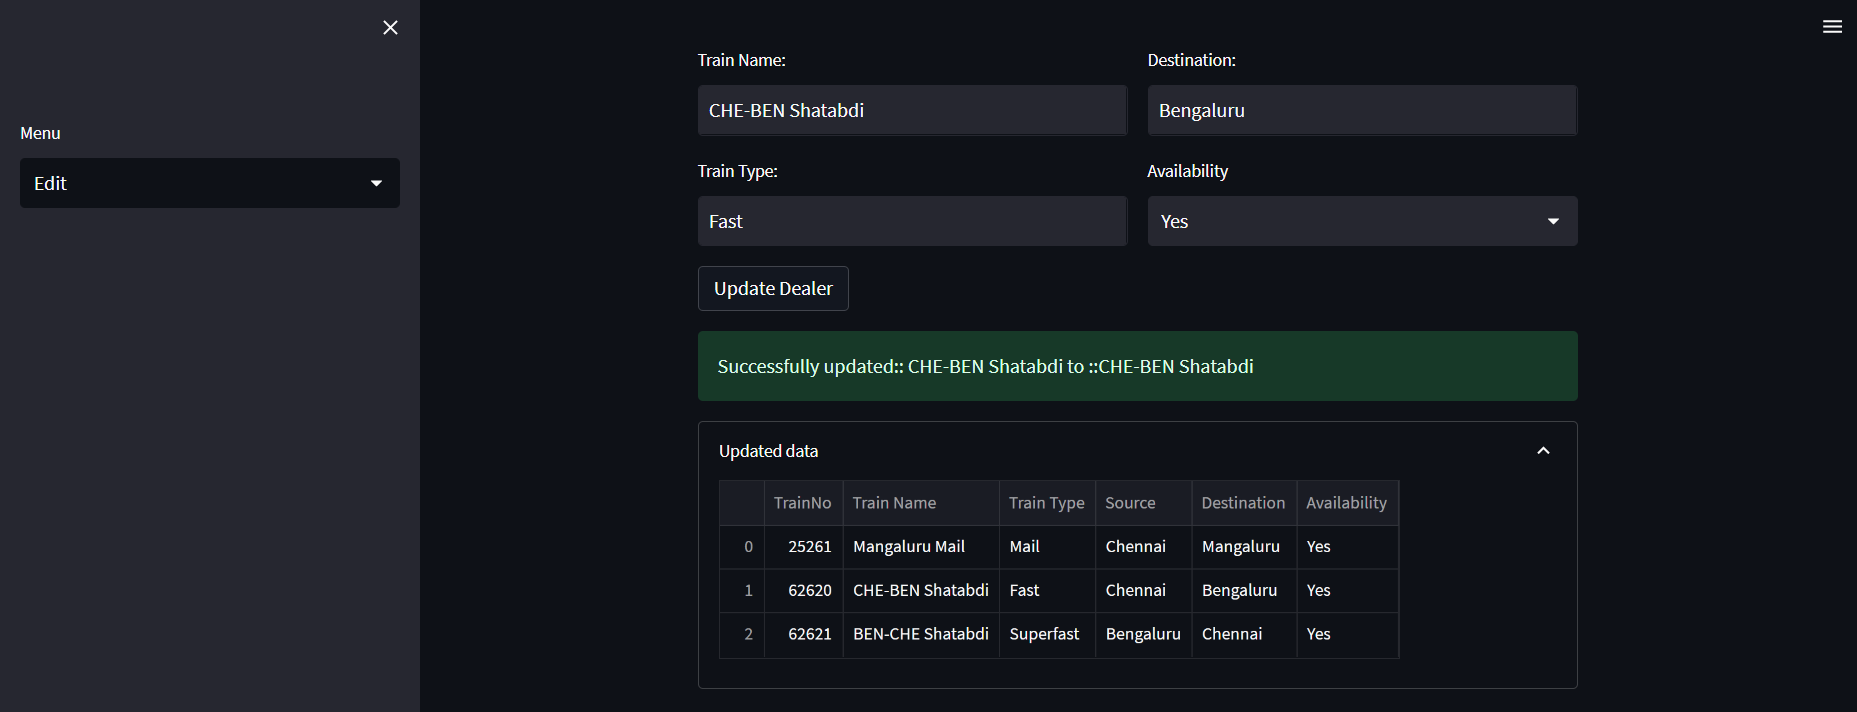 Menu
Edit
Train Name:
CHE-BEN Shatabdi
Destination:
Bengaluru
Train Type:
Fast
Availability
Yes
Update Dealer
Successfully updated:: CHE-BEN Shatabdi to ::CHE-BEN Shatabdi
Updated data
TrainNo Train Name Train Type Source Destination Availability
0 25261 Mangaluru Mail Mail Chennai Mangaluru Yes
1 62620 CHE-BEN Shatabdi Fast Chennai Bengaluru Yes
2 62621 BEN-CHE Shatabdi Superfast Bengaluru Chennai Yes